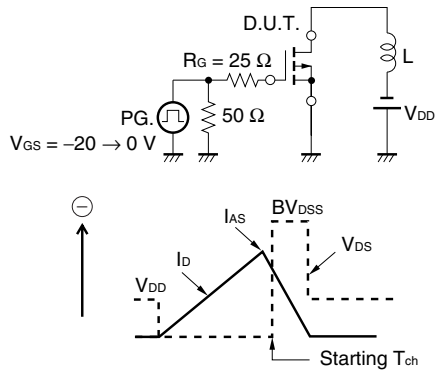 D.U.T.
RG = 25 Ω
L
PG.
50 Ω
VDD
VGS = −20 → 0 V
−
BVDSS
IAS
ID
VDS
VDD
Starting Tch